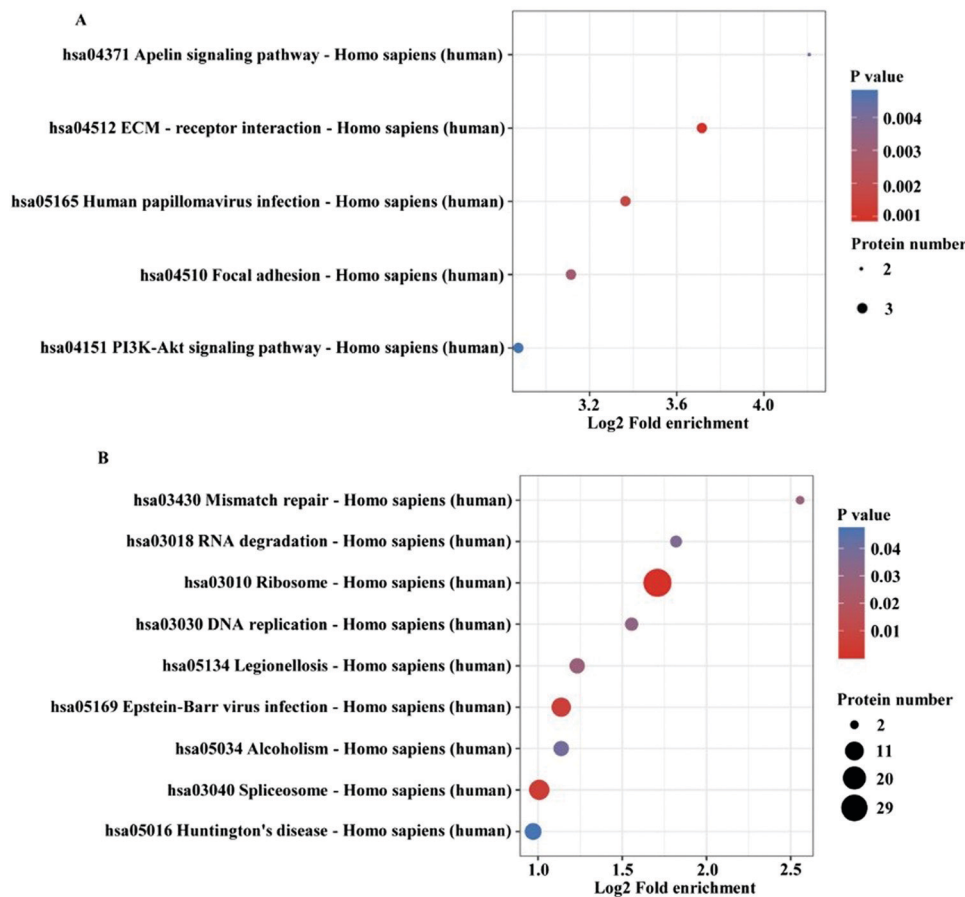 A
hsa04371 Apelin signaling pathway - Homo sapiens (human)
hsa04512 ECM - receptor interaction - Homo sapiens (human)
hsa05165 Human papillomavirus infection - Homo sapiens (human)
hsa04510 Focal adhesion - Homo sapiens (human)
hsa04151 PI3K-Akt signaling pathway - Homo sapiens (human)
3.2 3.6 4.0
Log2 Fold enrichment
P value
0.004
0.003
0.002
0.001
Protein number
2
3
B
hsa03430 Mismatch repair - Homo sapiens (human)
hsa03018 RNA degradation - Homo sapiens (human)
hsa03010 Ribosome - Homo sapiens (human)
hsa03030 DNA replication - Homo sapiens (human)
hsa05134 Legionellosis - Homo sapiens (human)
hsa05169 Epstein-Barr virus infection - Homo sapiens (human)
hsa05034 Alcoholism - Homo sapiens (human)
hsa03040 Spliceosome - Homo sapiens (human)
hsa05016 Huntington's disease - Homo sapiens (human)
1.0 1.5 2.0 2.5
Log2 Fold enrichment
P value
0.04
0.03
0.02
0.01
Protein number
2
11
20
29